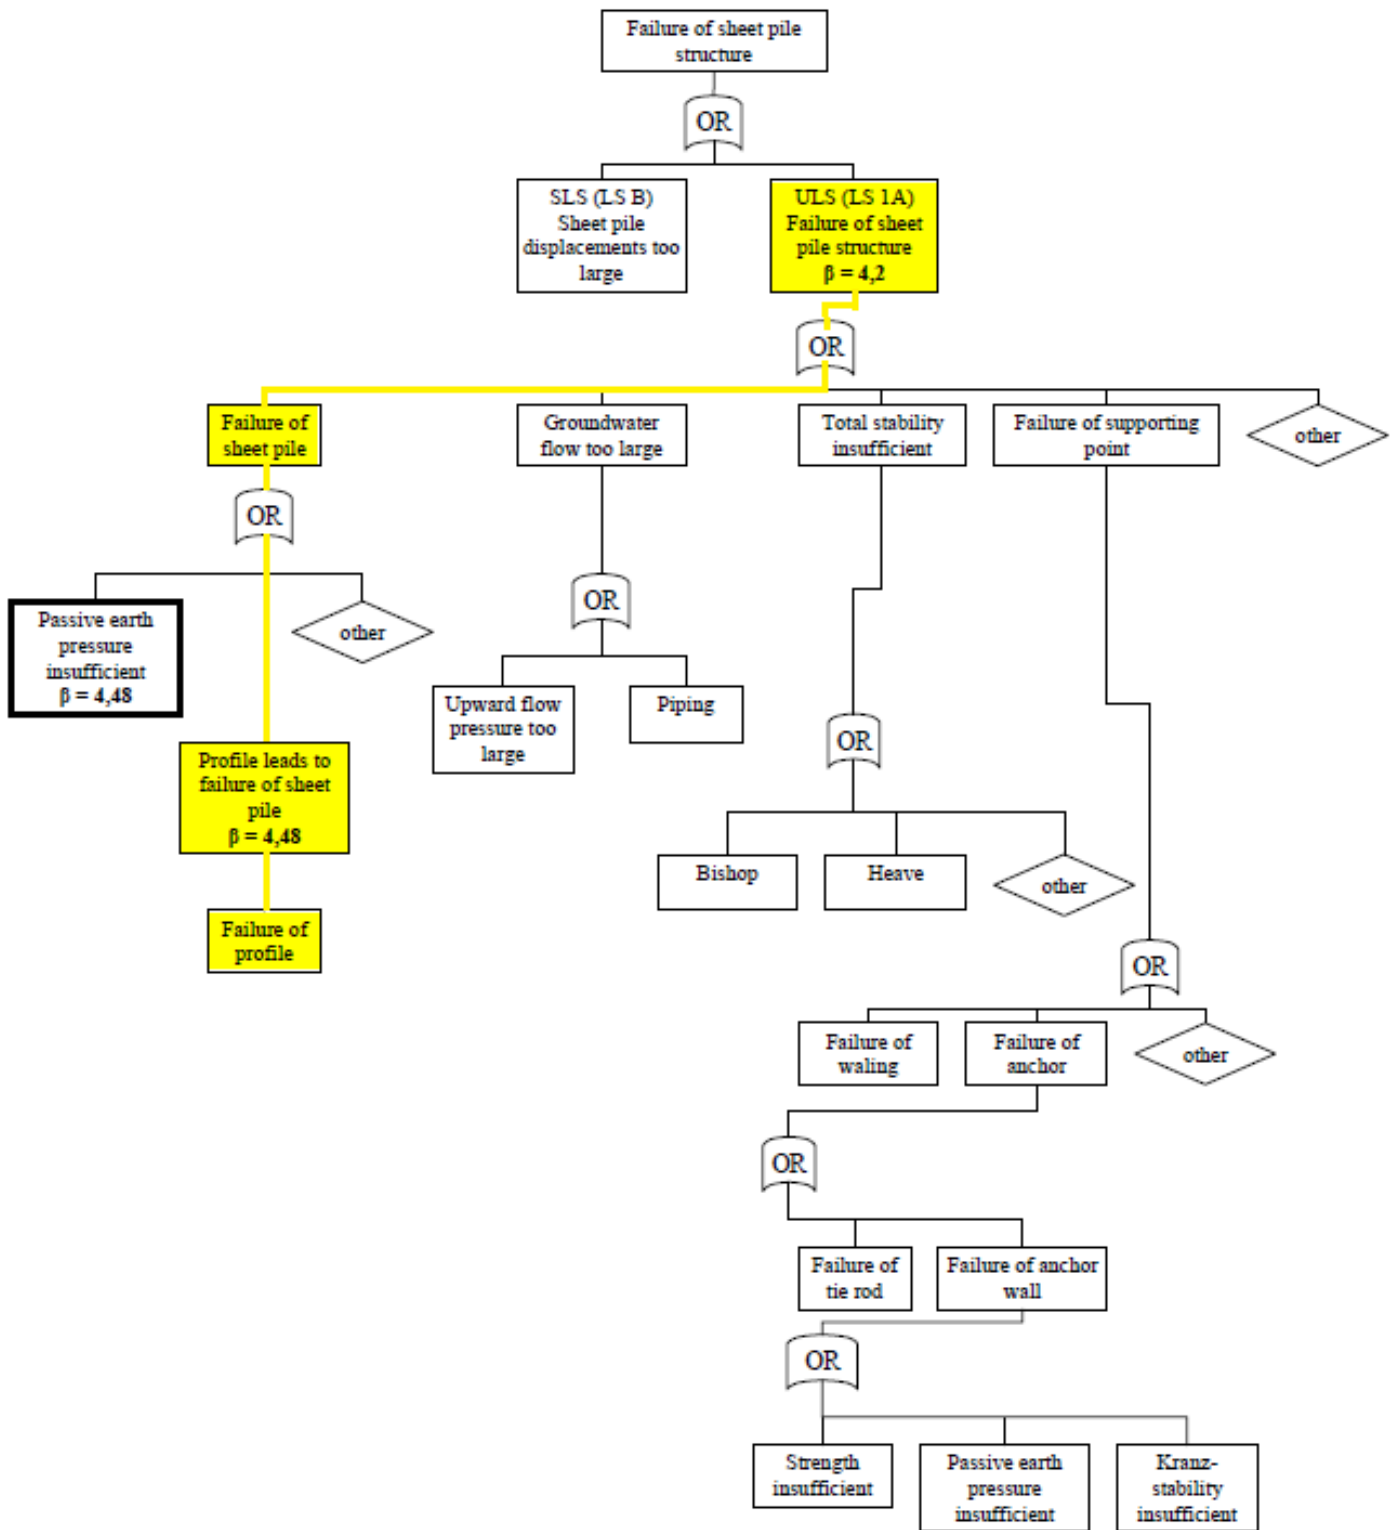 Failure of sheet pile
structure
OR
SLS (LS B)
Sheet pile
displacements too
large
ULS (LS 1A)
Failure of sheet
pile structure
β = 4,2
OR
Failure of
sheet pile
Groundwater
flow too large
Total stability
insufficient
Failure of supporting
point
other
OR
Passive earth
pressure
insufficient
β = 4,48
other
OR
Upward flow
pressure too
large
Piping
Profile leads to
failure of sheet
pile
β = 4,48
OR
Bishop
Heave
other
Failure of
profile
OR
Failure of
waling
Failure of
anchor
other
OR
Failure of
tie rod
Failure of anchor
wall
OR
Strength
insufficient
Passive earth
pressure
insufficient
Kranz-
stability
insufficient